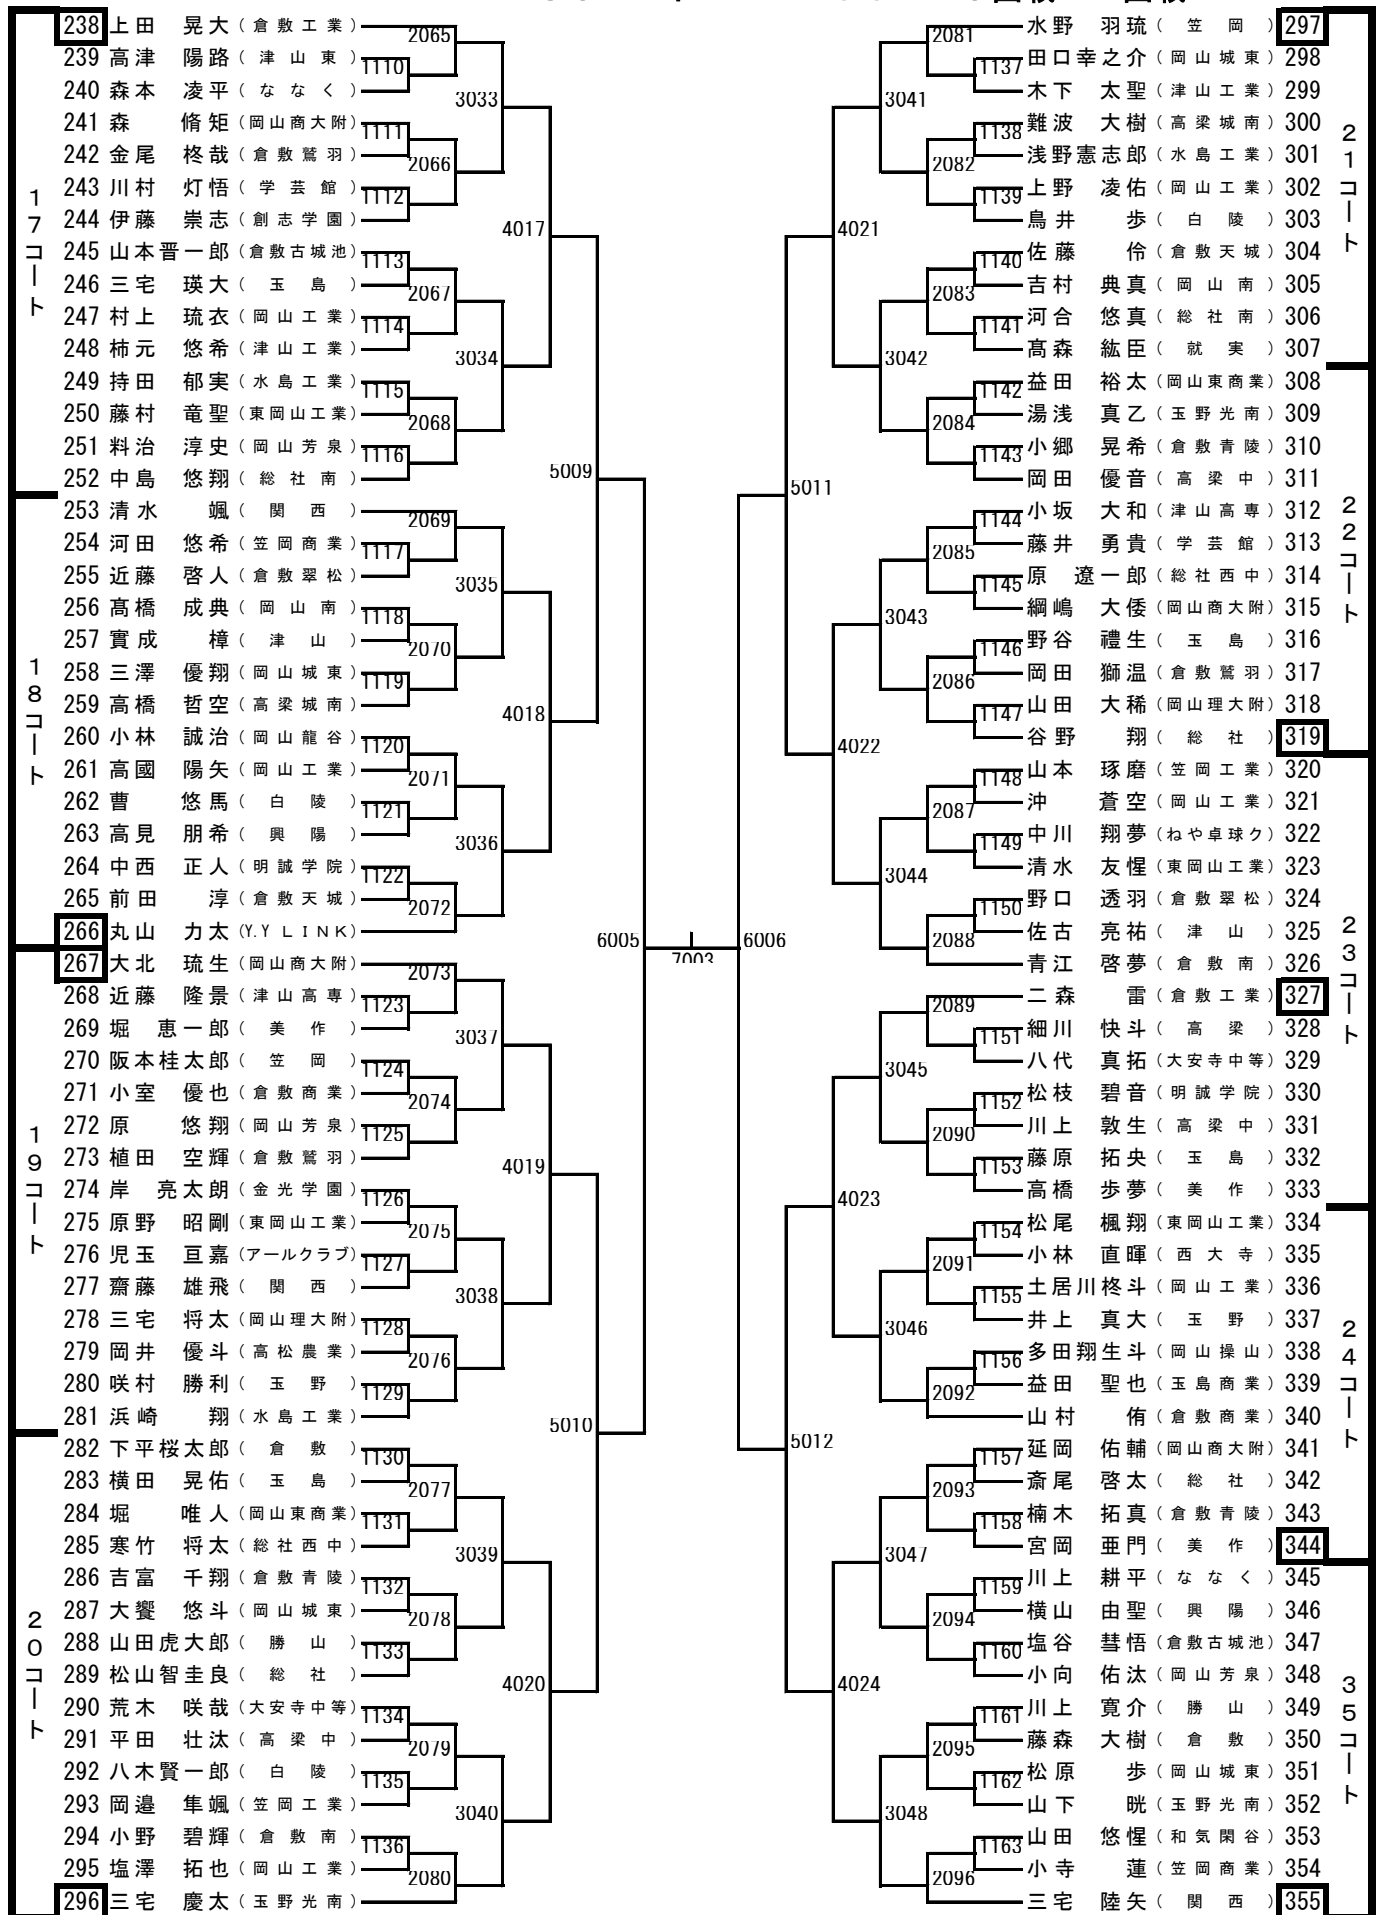 17コート
238 上田 晃大 (倉敷工業)
239 高津 陽路 (津山東)
240 森本 凌平 (ななく)
241 森 脩矩 (岡山商大附)
242 金尾 柊哉 (倉敷鷲羽)
243 川村 灯悟 (学芸館)
244 伊藤 崇志 (創志学園)
245 山本晋一郎 (倉敷古城池)
246 三宅 瑛大 (玉島)
247 村上 琉衣 (岡山工業)
248 柿元 悠希 (津山工業)
249 持田 郁実 (水島工業)
250 藤村 竜聖 (東岡山工業)
251 料治 淳史 (岡山芳泉)
252 中島 悠翔 (総社南)
18コート
253 清水 颯 (関西)
254 河田 悠希 (笠岡商業)
255 近藤 啓人 (倉敷翠松)
256 髙橋 成典 (岡山南)
257 實成 樟 (津山)
258 三澤 優翔 (岡山城東)
259 高橋 哲空 (高梁城南)
260 小林 誠治 (岡山龍谷)
261 高國 陽矢 (岡山工業)
262 曹 悠馬 (白陵)
263 高見 朋希 (興陽)
264 中西 正人 (明誠学院)
265 前田 淳 (倉敷天城)
266 丸山 力太 (Y.Y LINK)
19コート
267 大北 琉生 (岡山商大附)
268 近藤 隆景 (津山高専)
269 堀 恵一郎 (美作)
270 阪本桂太郎 (笠岡)
271 小室 優也 (倉敷商業)
272 原 悠翔 (岡山芳泉)
273 植田 空輝 (倉敷鷲羽)
274 岸 亮太朗 (金光学園)
275 原野 昭剛 (東岡山工業)
276 児玉 亘嘉 (アールクラブ)
277 齋藤 雄飛 (関西)
278 三宅 将太 (岡山理大附)
279 岡井 優斗 (高松農業)
280 咲村 勝利 (玉野)
281 浜崎 翔 (水島工業)
20コート
282 下平桜太郎 (倉敷)
283 横田 晃佑 (玉島)
284 堀 唯人 (岡山東商業)
285 寒竹 将太 (総社西中)
286 吉富 千翔 (倉敷青陵)
287 大饗 悠斗 (岡山城東)
288 山田虎大郎 (勝山)
289 松山智圭良 (総社)
290 荒木 咲哉 (大安寺中等)
291 平田 壮汰 (高梁中)
292 八木賢一郎 (白陵)
293 岡邉 隼颯 (笠岡工業)
294 小野 碧輝 (倉敷南)
295 塩澤 拓也 (岡山工業)
296 三宅 慶太 (玉野光南)
2065
1110
3033
1111
2066
1112
4017
1113
2067
1114
3034
1115
2068
1116
5009
2069
1117
3035
1118
2070
1119
4018
1120
2071
1121
3036
1122
2072
6005
2073
1123
3037
1124
2074
1125
4019
1126
2075
1127
3038
1128
2076
1129
5010
1130
2077
1131
3039
1132
2078
1133
4020
1134
2079
1135
3040
1136
2080
7003
6006
2081
1137
3041
1138
2082
1139
4021
1140
2083
1141
3042
1142
2084
1143
5011
1144
2085
1145
3043
1146
2086
1147
4022
1148
2087
1149
3044
1150
2088
2089
1151
3045
1152
2090
1153
4023
1154
2091
1155
3046
1156
2092
5012
1157
2093
1158
3047
1159
2094
1160
4024
1161
2095
1162
3048
1163
2096
21コート
水野 羽琉 (笠岡) 297
田口幸之介 (岡山城東) 298
木下 太聖 (津山工業) 299
難波 大樹 (高梁城南) 300
浅野憲志郎 (水島工業) 301
上野 凌佑 (岡山工業) 302
鳥井 歩 (白陵) 303
佐藤 伶 (倉敷天城) 304
吉村 典真 (岡山南) 305
河合 悠真 (総社南) 306
髙森 紘臣 (就実) 307
22コート
益田 裕太 (岡山東商業) 308
湯浅 真乙 (玉野光南) 309
小郷 晃希 (倉敷青陵) 310
岡田 優音 (高梁中) 311
小坂 大和 (津山高専) 312
藤井 勇貴 (学芸館) 313
原 遼一郎 (総社西中) 314
綱嶋 大倭 (岡山商大附) 315
野谷 禮生 (玉島) 316
岡田 獅温 (倉敷鷲羽) 317
山田 大稀 (岡山理大附) 318
谷野 翔 (総社) 319
23コート
山本 琢磨 (笠岡工業) 320
沖 蒼空 (岡山工業) 321
中川 翔夢 (ねや卓球ク) 322
清水 友惺 (東岡山工業) 323
野口 透羽 (倉敷翠松) 324
佐古 亮祐 (津山) 325
青江 啓夢 (倉敷南) 326
二森 雷 (倉敷工業) 327
細川 快斗 (高梁) 328
八代 真拓 (大安寺中等) 329
松枝 碧音 (明誠学院) 330
川上 敦生 (高梁中) 331
藤原 拓央 (玉島) 332
高橋 歩夢 (美作) 333
24コート
松尾 楓翔 (東岡山工業) 334
小林 直暉 (西大寺) 335
土居川柊斗 (岡山工業) 336
井上 真大 (玉野) 337
多田翔生斗 (岡山操山) 338
益田 聖也 (玉島商業) 339
山村 侑 (倉敷商業) 340
延岡 佑輔 (岡山商大附) 341
斎尾 啓太 (総社) 342
楠木 拓真 (倉敷青陵) 343
宮岡 亜門 (美作) 344
35コート
川上 耕平 (ななく) 345
横山 由聖 (興陽) 346
塩谷 彗悟 (倉敷古城池) 347
小向 佑汰 (岡山芳泉) 348
川上 寛介 (勝山) 349
藤森 大樹 (倉敷) 350
松原 歩 (岡山城東) 351
山下 晄 (玉野光南) 352
山田 悠惺 (和気閑谷) 353
小寺 蓮 (笠岡商業) 354
三宅 陸矢 (関西) 355